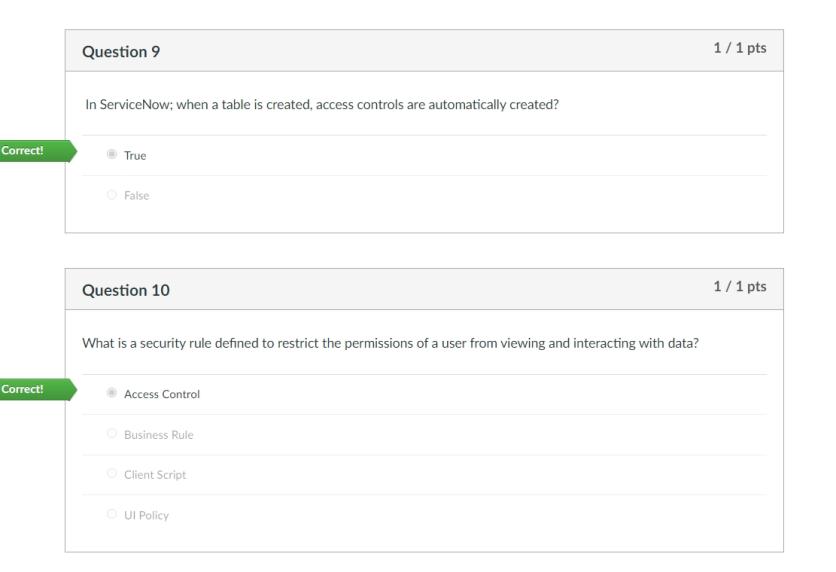 Question 9
1 / 1 pts
In ServiceNow; when a table is created, access controls are automatically created?
Correct!
True
False
Question 10
1 / 1 pts
What is a security rule defined to restrict the permissions of a user from viewing and interacting with data?
Correct!
Access Control
Business Rule
Client Script
UI Policy